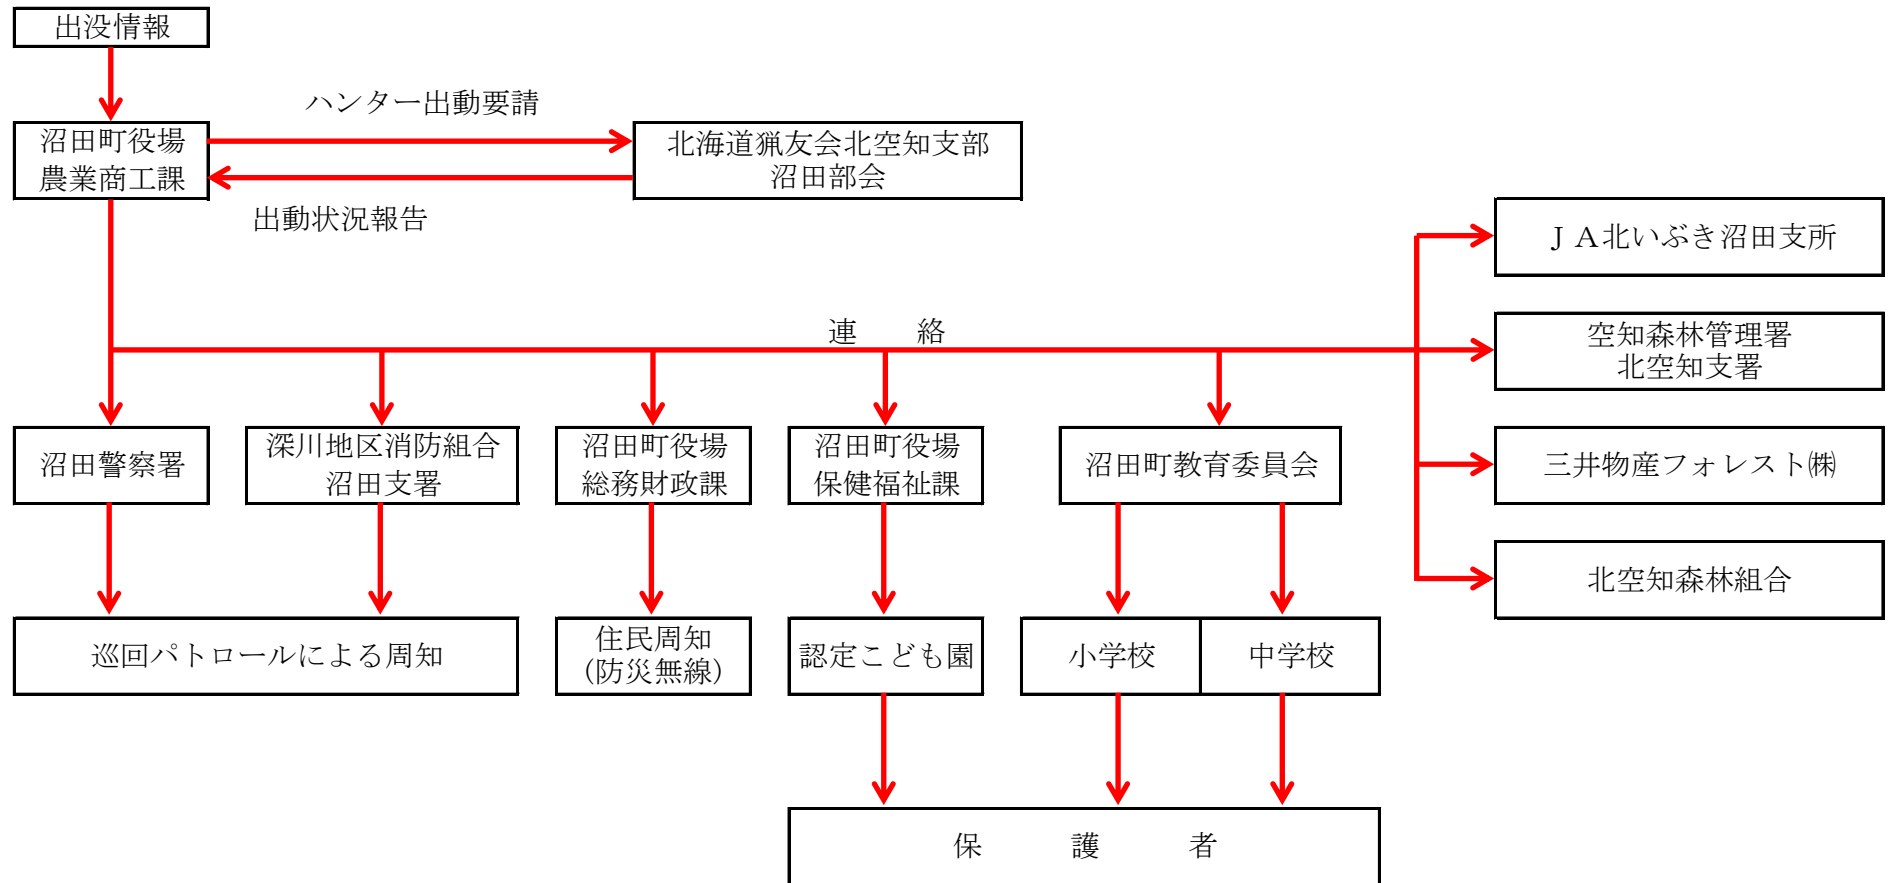 出没情報
ハンター出動要請
沼田町役場
農業商工課
北海道猟友会北空知支部
沼田部会
出動状況報告
ＪＡ北いぶき沼田支所
連　　絡
空知森林管理署
北空知支署
沼田警察署
深川地区消防組合
沼田支署
沼田町役場
総務財政課
沼田町役場
保健福祉課
沼田町教育委員会
三井物産フォレスト㈱
北空知森林組合
巡回パトロールによる周知
住民周知
(防災無線)
認定こども園
小学校
中学校
保　　　護　　　者